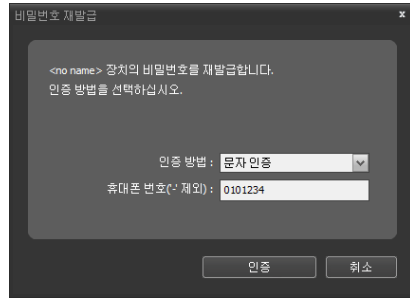 비밀번호 재발급 x
<no name> 장치의 비밀번호를 재발급합니다.
인증 방법을 선택하십시오.
인증 방법 : 문자 인증
휴대폰 번호('-' 제외) : 0101234
인증 취소